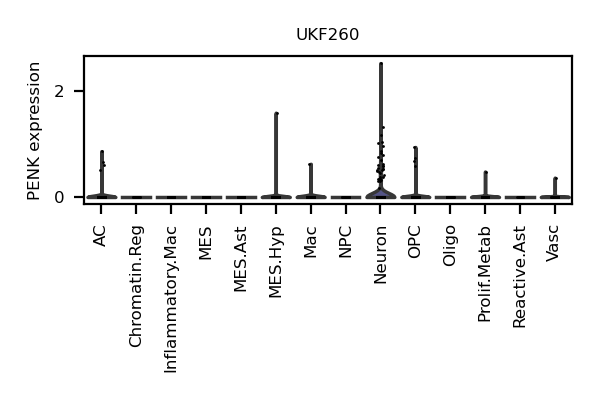 UKF260
PENK expression
2
0
AC
Chromatin.Reg
Inflammatory.Mac
MES
MES.Ast
MES.Hyp
Mac
NPC
Neuron
OPC
Oligo
Prolif.Metab
Reactive.Ast
Vasc